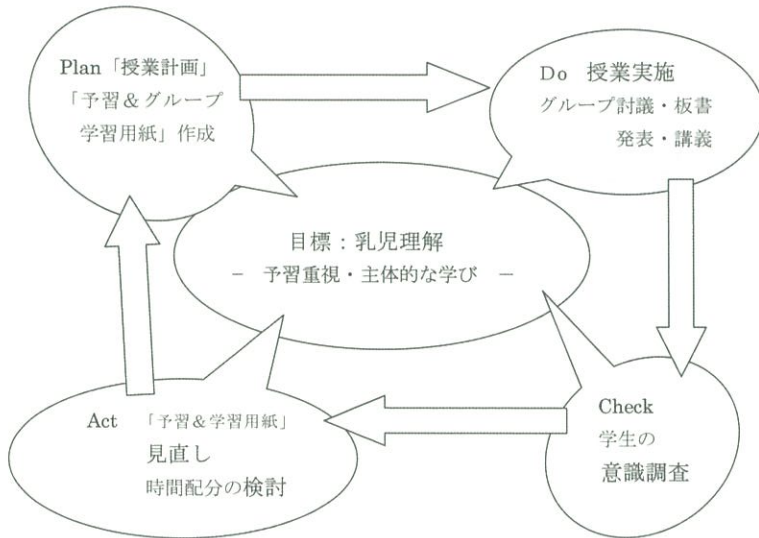 Plan「授業計画」
「予習＆グループ
学習用紙」作成
Do 授業実施
グループ討議・板書
発表・講義
目標：乳児理解
－ 予習重視・主体的な学び －
Check
学生の
意識調査
Act 「予習＆学習用紙」
見直し
時間配分の検討